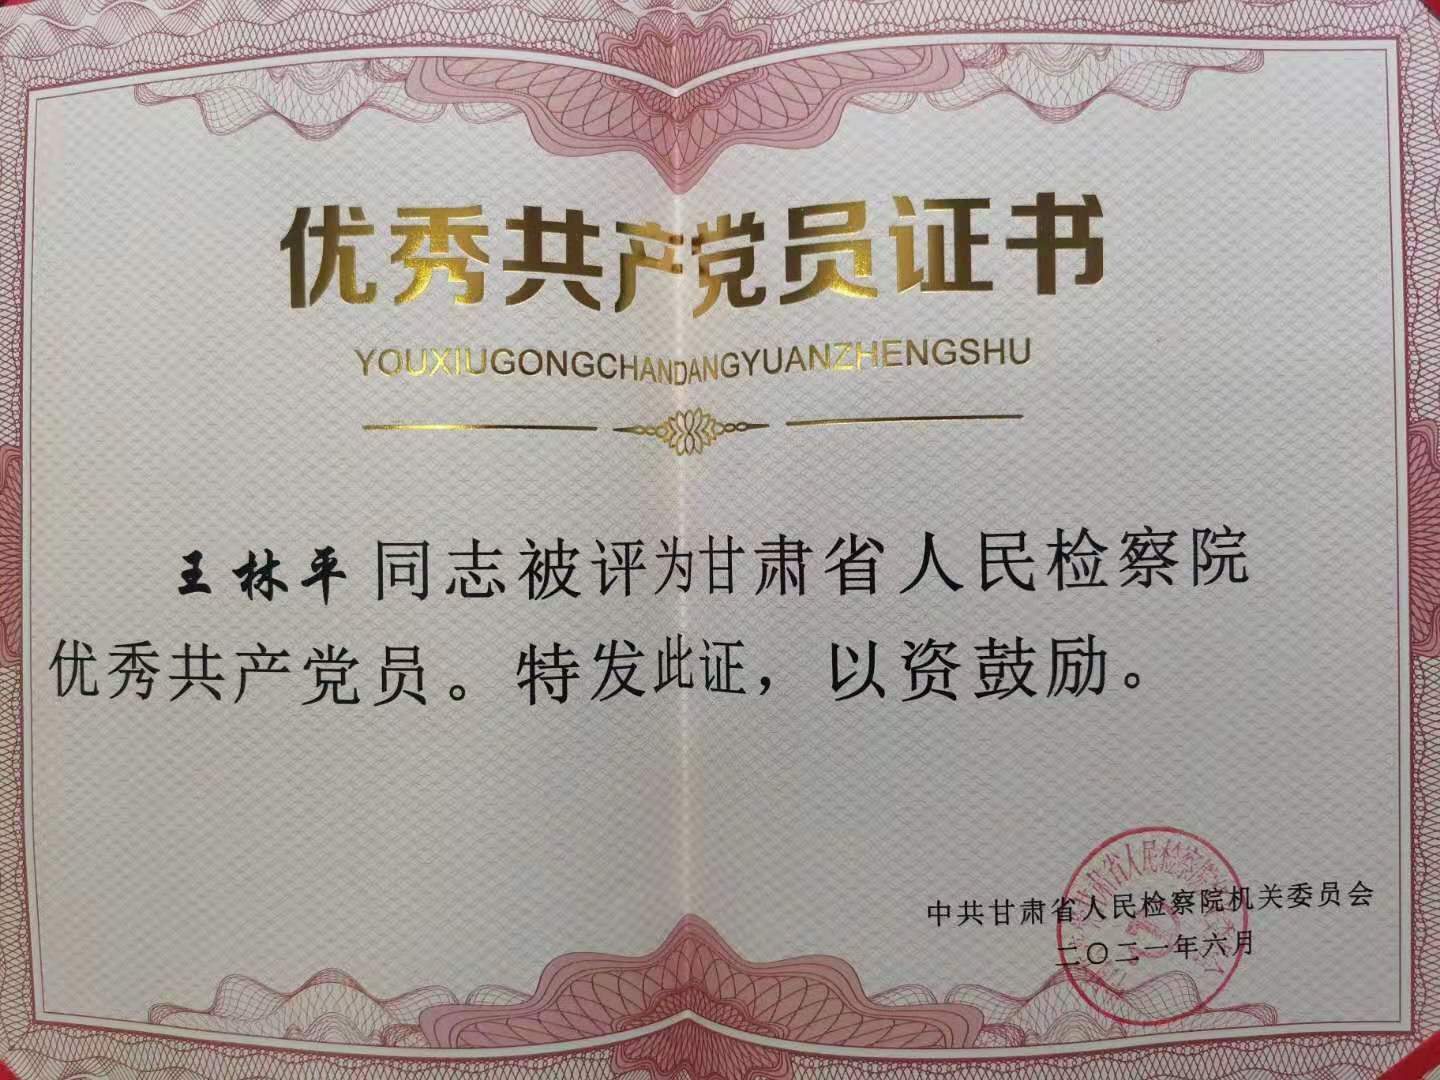 优秀共产党员证书
YOUXIUGONGCHANDANGYUANZHENGSHU
王林平同志被评为甘肃省人民检察院
优秀共产党员。特发此证，以资鼓励。
中共甘肃省人民检察院机关委员会
二〇二一年六月